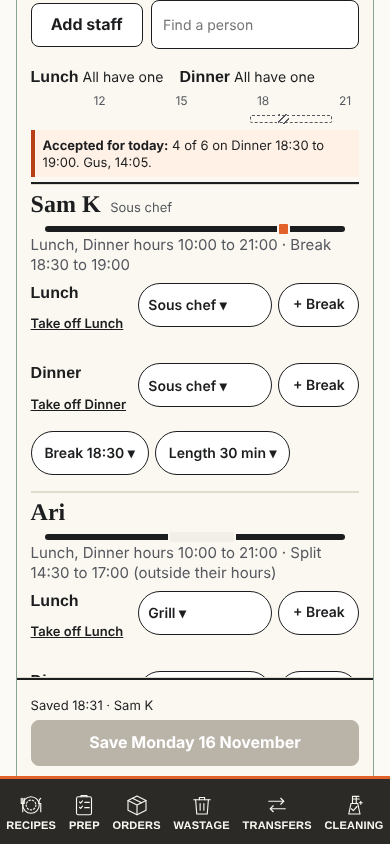 Add staff
Find a person
Lunch All have one Dinner All have one
12 15 18 21
Accepted for today: 4 of 6 on Dinner 18:30 to
19:00. Gus, 14:05.
Sam K Sous chef
Lunch, Dinner hours 10:00 to 21:00 · Break
18:30 to 19:00
Lunch
Sous chef ▾
+ Break
Take off Lunch
Dinner
Sous chef ▾
+ Break
Take off Dinner
Break 18:30 ▾
Length 30 min ▾
Ari
Lunch, Dinner hours 10:00 to 21:00 · Split
14:30 to 17:00 (outside their hours)
Lunch
Grill ▾
+ Break
Take off Lunch
Saved 18:31 · Sam K
Save Monday 16 November
RECIPES PREP ORDERS WASTAGE TRANSFERS CLEANING